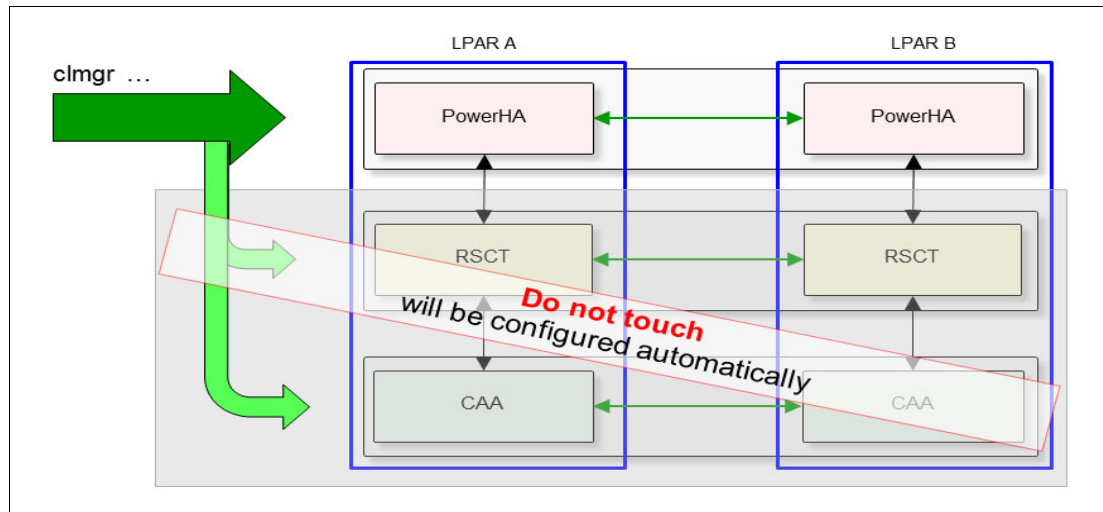 LPAR A
LPAR B
clmgr ...
PowerHA
PowerHA
RSCT
RSCT
Do not touch
will be configured automatically
CAA
CAA